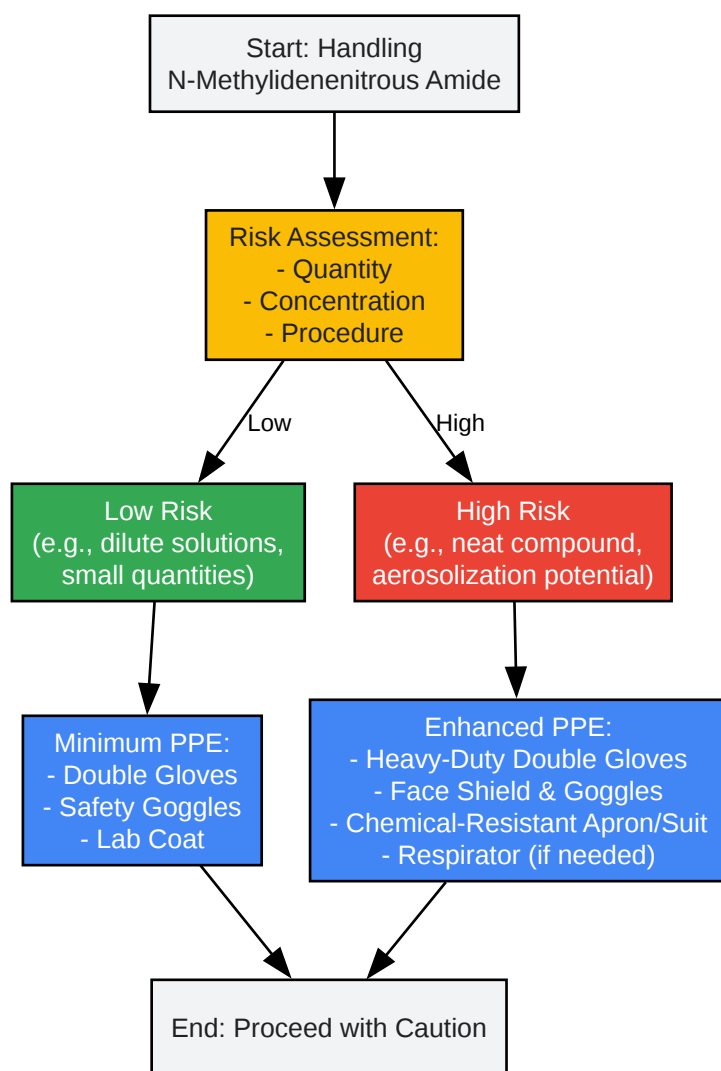 Start: Handling
N-Methylidenenitrous Amide
Risk Assessment:
- Quantity
- Concentration
- Procedure
Low
High
Low Risk
(e.g., dilute solutions,
small quantities)
High Risk
(e.g., neat compound,
aerosolization potential)
Minimum PPE:
- Double Gloves
- Safety Goggles
- Lab Coat
Enhanced PPE:
- Heavy-Duty Double Gloves
- Face Shield & Goggles
- Chemical-Resistant Apron/Suit
- Respirator (if needed)
End: Proceed with Caution